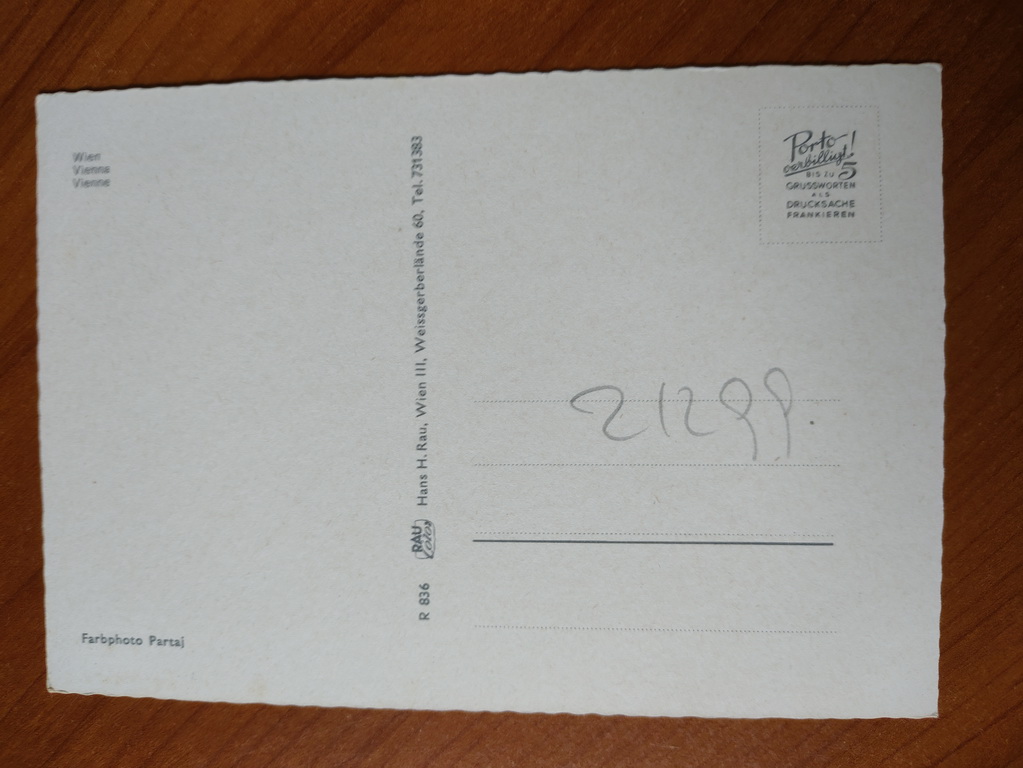 Wien
Vienna
Vienne
Farbphoto Partaj
R 836 RAU Color Hans H. Rau, Wien III, Weissgerberlände 60, Tel. 731383
Porto
verbilligt!
BIS ZU 5
GRUSSWORTEN
ALS
DRUCKSACHE
FRANKIEREN
21299.